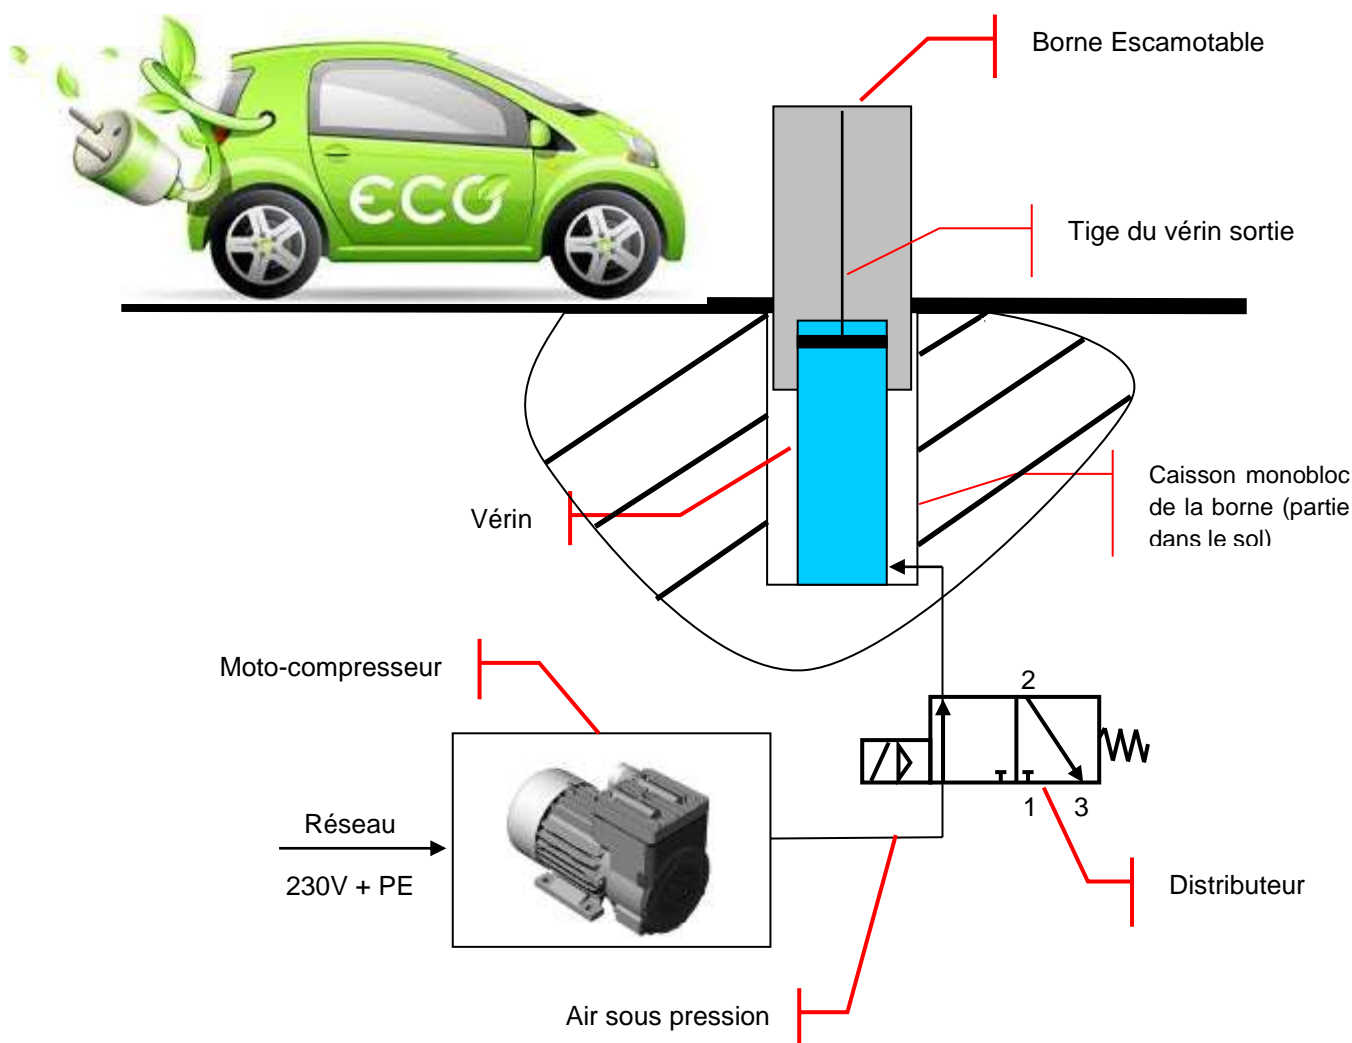 Borne Escamotable
ECO
Tige du vérin sortie
Caisson monobloc
de la borne (partie
dans le sol)
Vérin
Moto-compresseur
2
1 3
Réseau
230V + PE
Distributeur
Air sous pression